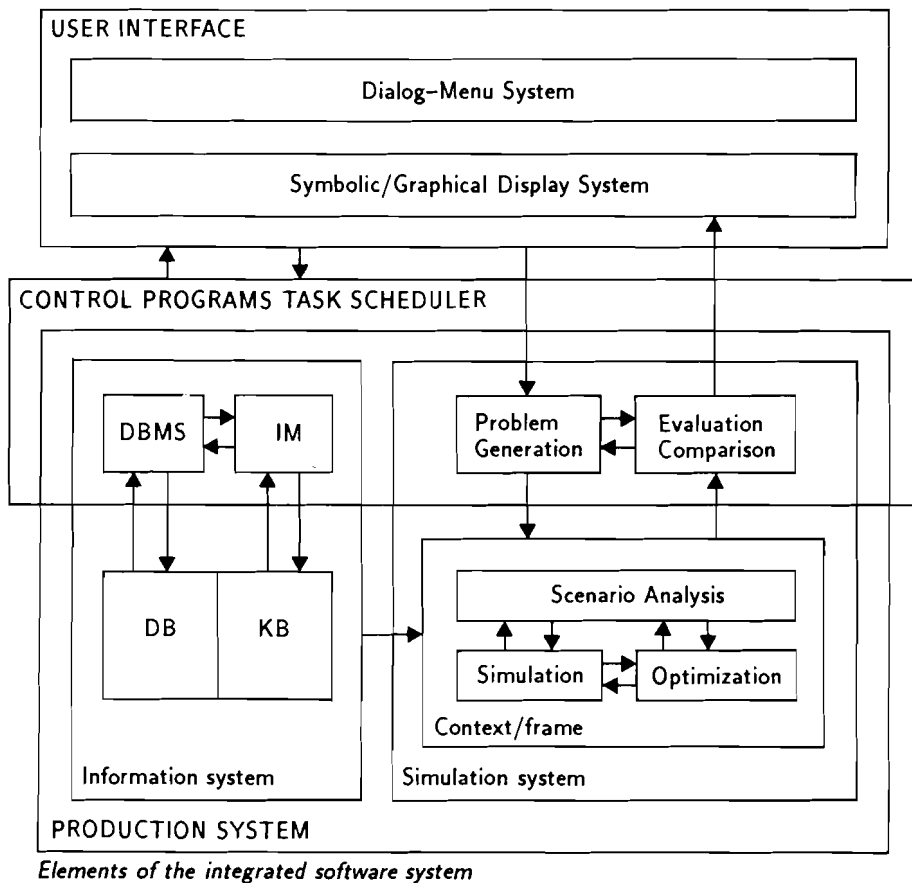 USER INTERFACE
Dialog–Menu System
Symbolic/Graphical Display System
CONTROL PROGRAMS TASK SCHEDULER
DBMS
IM
Problem
Generation
Evaluation
Comparison
DB
KB
Scenario Analysis
Simulation
Optimization
Context/frame
Information system
Simulation system
PRODUCTION SYSTEM
Elements of the integrated software system